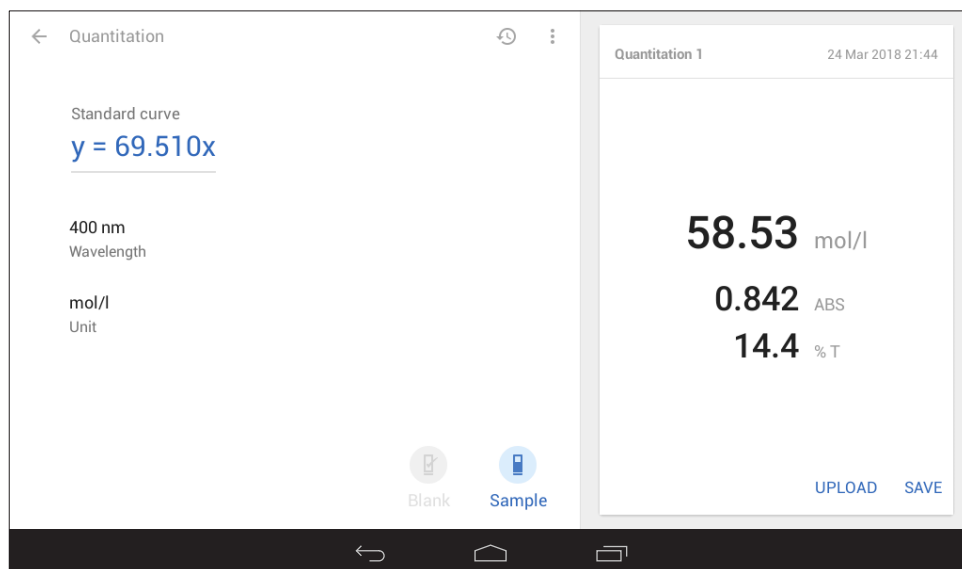 Quantitation
Standard curve
y = 69.510x
400 nm
Wavelength
mol/l
Unit
Blank
Sample
Quantitation 1
24 Mar 2018 21:44
58.53 mol/l
0.842 ABS
14.4 % T
UPLOAD SAVE